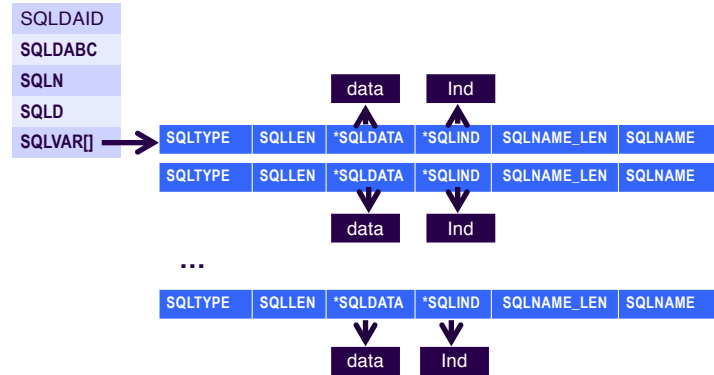 SQLDAID
SQLDABC
SQLN
SQLD
data Ind
SQLVAR[] SQLTYPE SQLLEN *SQLDATA *SQLIND SQLNAME_LEN SQLNAME
SQLTYPE SQLLEN *SQLDATA *SQLIND SQLNAME_LEN SQLNAME
data Ind
...
SQLTYPE SQLLEN *SQLDATA *SQLIND SQLNAME_LEN SQLNAME
data Ind